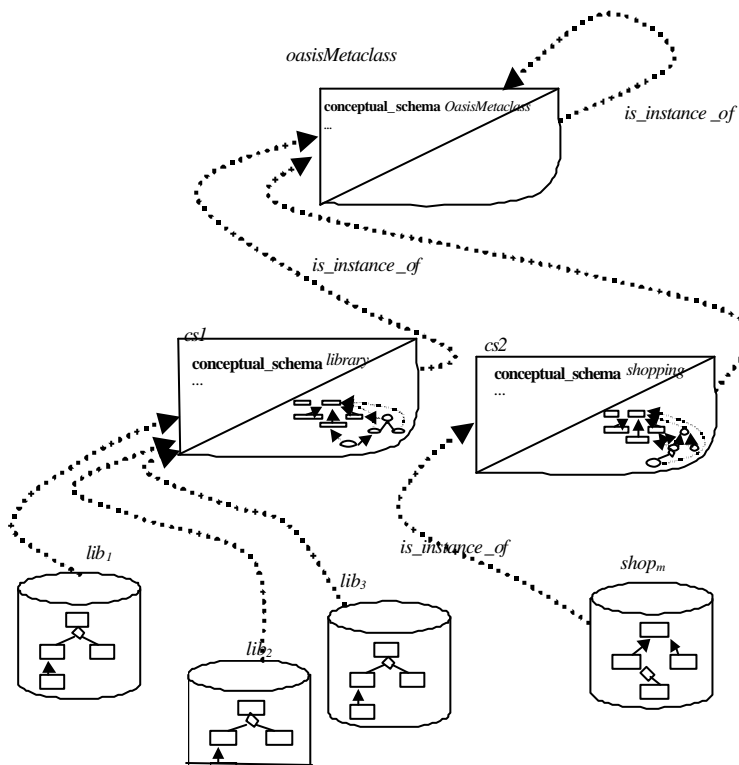 oasisMetaclass
conceptual_schema OasisMetaclass
...
is_instance_of
is_instance_of
cs1
conceptual_schema library
...
cs2
conceptual_schema shopping
...
is_instance_of
lib1
lib2
lib3
shopm